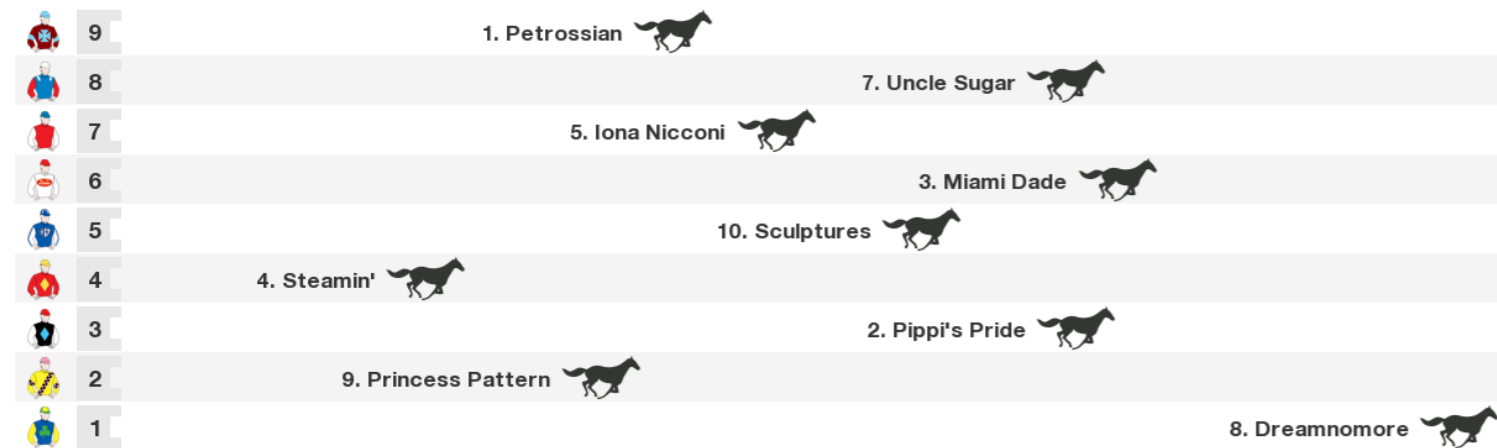 9 1. Petrossian
8 7. Uncle Sugar
7 5. Iona Nicconi
6 3. Miami Dade
5 10. Sculptures
4 4. Steamin'
3 2. Pippi's Pride
2 9. Princess Pattern
1 8. Dreamnomore